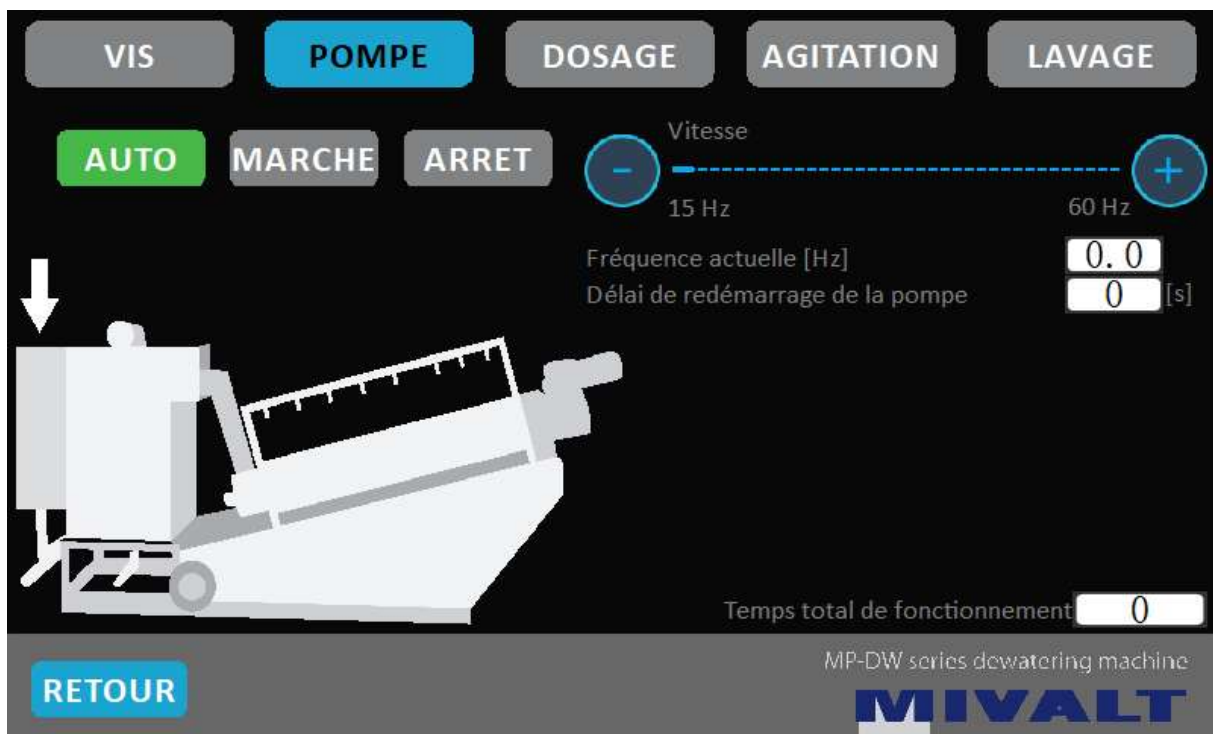 VIS POMPE DOSAGE AGITATION LAVAGE
AUTO MARCHE ARRET
Vitesse
- +
15 Hz 60 Hz
Fréquence actuelle [Hz] 0.0
Délai de redémarrage de la pompe 0 [s]
Temps total de fonctionnement 0
MP-DW series dewatering machine
RETOUR
MIVALT